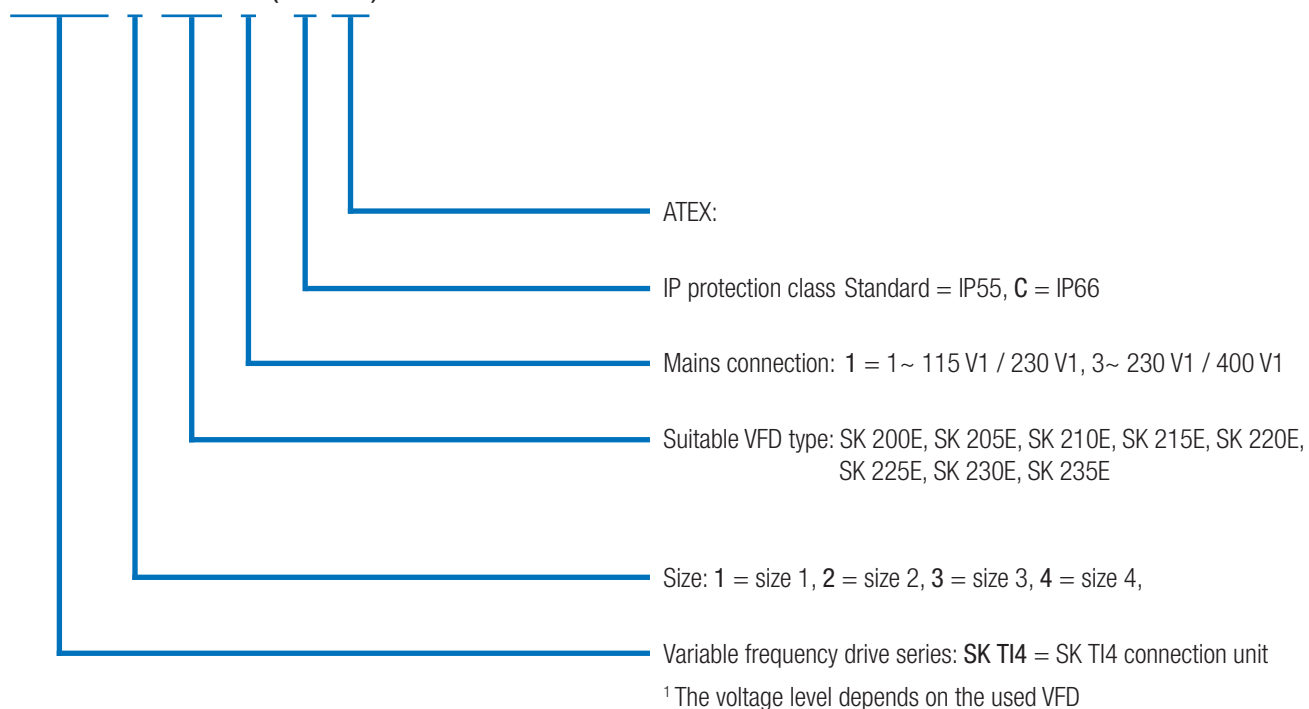 ATEX:
IP protection class Standard = IP55, C = IP66
Mains connection: 1 = 1~ 115 V1 / 230 V1, 3~ 230 V1 / 400 V1
Suitable VFD type: SK 200E, SK 205E, SK 210E, SK 215E, SK 220E,
SK 225E, SK 230E, SK 235E
Size: 1 = size 1, 2 = size 2, 3 = size 3, 4 = size 4,
Variable frequency drive series: SK TI4 = SK TI4 connection unit
¹ The voltage level depends on the used VFD